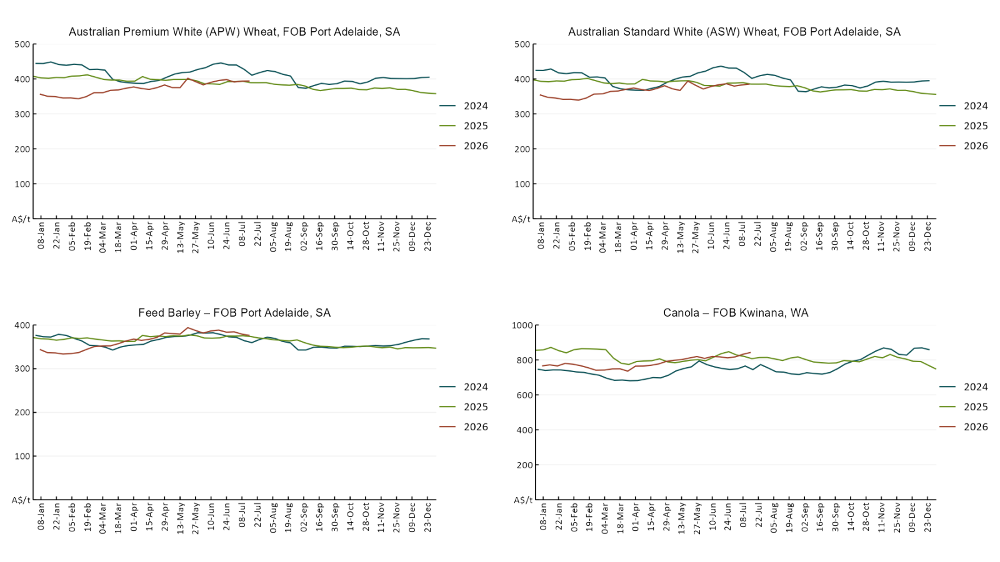 Australian Premium White (APW) Wheat, FOB Port Adelaide, SA
500
400
300
200
100
A$/t
08-Jan 22-Jan 05-Feb 19-Feb 04-Mar 18-Mar 01-Apr 15-Apr 29-Apr 13-May 27-May 10-Jun 24-Jun 08-Jul 22-Jul 05-Aug 19-Aug 02-Sep 16-Sep 30-Sep 14-Oct 28-Oct 11-Nov 25-Nov 09-Dec 23-Dec
2024
2025
2026
Australian Standard White (ASW) Wheat, FOB Port Adelaide, SA
500
400
300
200
100
A$/t
08-Jan 22-Jan 05-Feb 19-Feb 04-Mar 18-Mar 01-Apr 15-Apr 29-Apr 13-May 27-May 10-Jun 24-Jun 08-Jul 22-Jul 05-Aug 19-Aug 02-Sep 16-Sep 30-Sep 14-Oct 28-Oct 11-Nov 25-Nov 09-Dec 23-Dec
2024
2025
2026
Feed Barley – FOB Port Adelaide, SA
400
300
200
100
A$/t
08-Jan 22-Jan 05-Feb 19-Feb 04-Mar 18-Mar 01-Apr 15-Apr 29-Apr 13-May 27-May 10-Jun 24-Jun 08-Jul 22-Jul 05-Aug 19-Aug 02-Sep 16-Sep 30-Sep 14-Oct 28-Oct 11-Nov 25-Nov 09-Dec 23-Dec
2024
2025
2026
Canola – FOB Kwinana, WA
1000
800
600
400
200
A$/t
08-Jan 22-Jan 05-Feb 19-Feb 04-Mar 18-Mar 01-Apr 15-Apr 29-Apr 13-May 27-May 10-Jun 24-Jun 08-Jul 22-Jul 05-Aug 19-Aug 02-Sep 16-Sep 30-Sep 14-Oct 28-Oct 11-Nov 25-Nov 09-Dec 23-Dec
2024
2025
2026